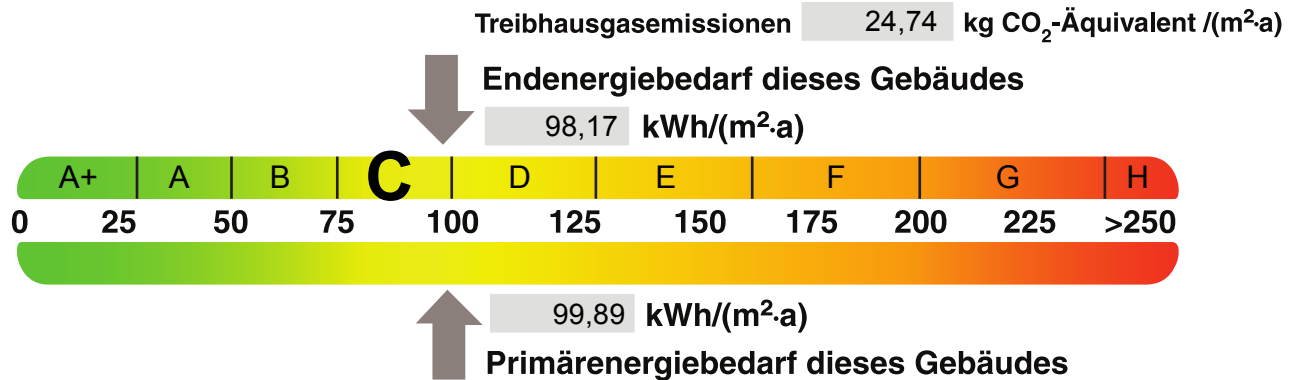 Treibhausgasemissionen 24,74 kg CO₂-Äquivalent /(m²·a)
Endenergiebedarf dieses Gebäudes
98,17 kWh/(m²·a)
A+ A B C D E F G H
0 25 50 75 100 125 150 175 200 225 >250
99,89 kWh/(m²·a)
Primärenergiebedarf dieses Gebäudes